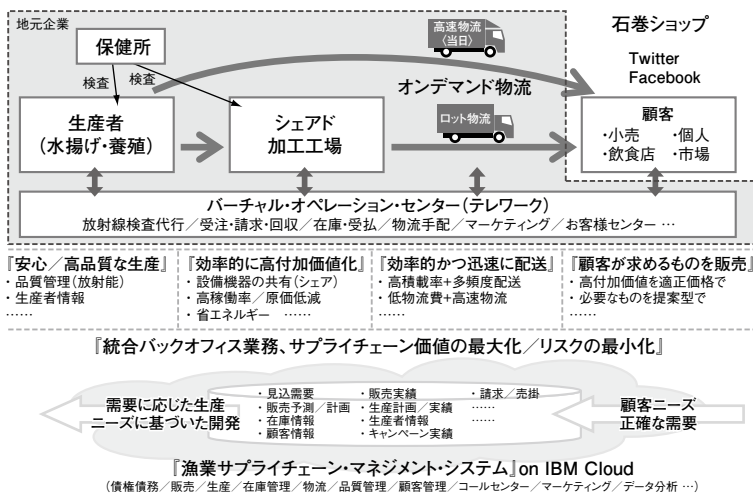 地元企業
保健所
検査
検査
高速物流
〈当日〉
石巻ショップ
Twitter
Facebook
オンデマンド物流
生産者
（水揚げ・養殖）
シェアド
加工工場
ロット物流
顧客
・小売 ・個人
・飲食店 ・市場
バーチャル・オペレーション・センター（テレワーク）
放射線検査代行／受注・請求・回収／在庫・受払／物流手配／マーケティング／お客様センター …
『安心／高品質な生産』
・品質管理（放射能）
・生産者情報
……
『効率的に高付加価値化』
・設備機器の共有（シェア）
・高稼働率／原価低減
・省エネルギー ……
『効率的かつ迅速に配送』
・高積載率+多頻度配送
・低物流費+高速物流
……
『顧客が求めるものを販売』
・高付加価値を適正価格で
・必要なものを提案型で
……
『統合バックオフィス業務、サプライチェーン価値の最大化／リスクの最小化』
需要に応じた生産
ニーズに基づいた開発
・見込需要
・販売予測／計画
・在庫情報
・顧客情報
・販売実績
・生産計画／実績
・生産者情報
・キャンペーン実績
・請求／売掛
……
……
顧客ニーズ
正確な需要
『漁業サプライチェーン・マネジメント・システム』on IBM Cloud
（債権債務／販売／生産／在庫管理／物流／品質管理／顧客管理／コールセンター／マーケティング／データ分析 …）